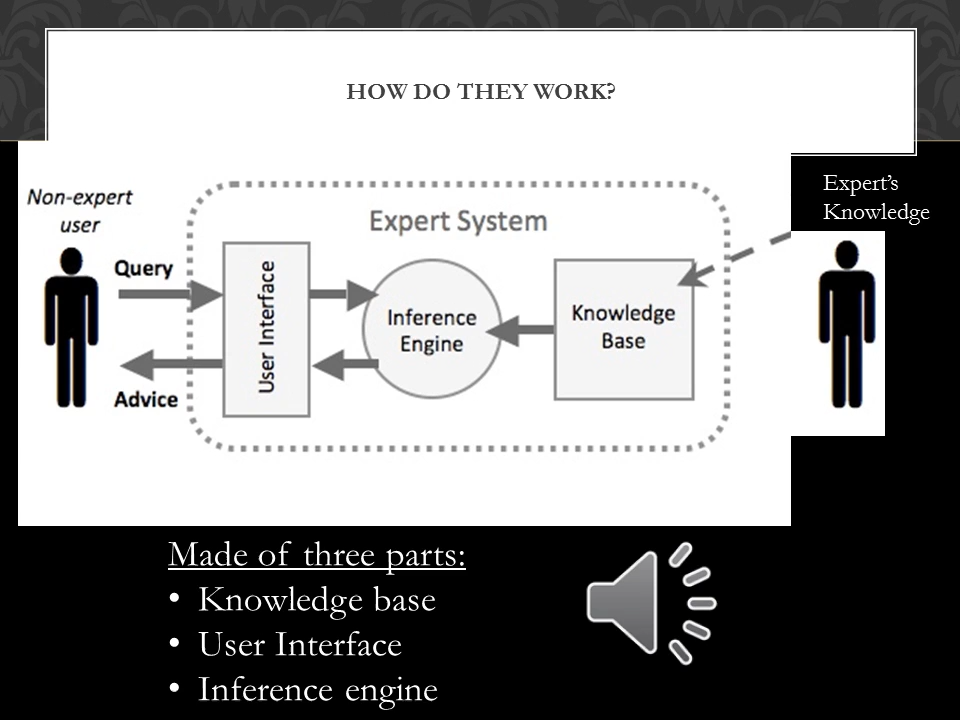 HOW DO THEY WORK?
Expert’s
Knowledge
Non-expert
user
Expert System
Query
User Interface
Inference
Engine
Knowledge
Base
Advice
Made of three parts:
• Knowledge base
• User Interface
• Inference engine